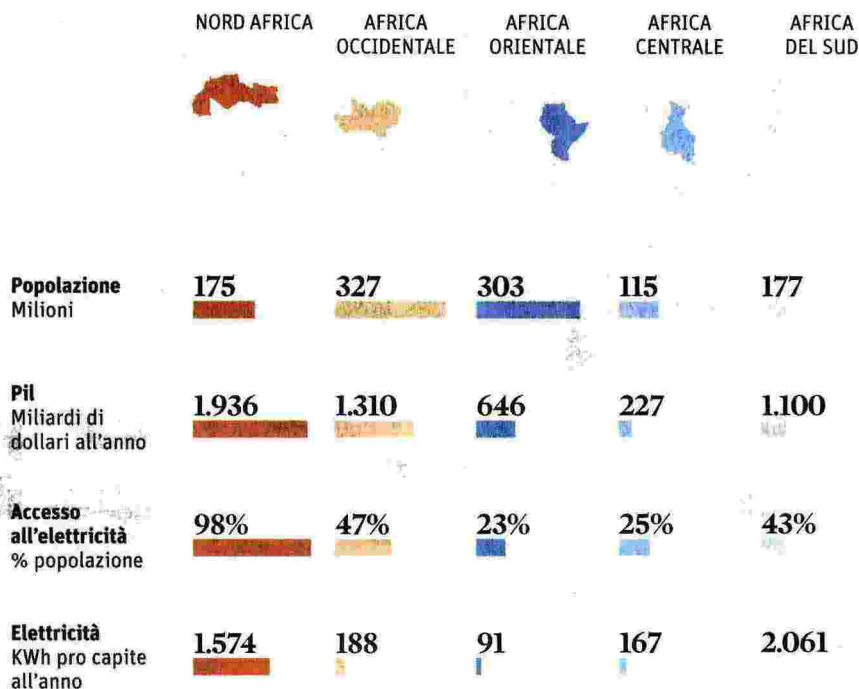 NORD AFRICA
AFRICA
OCCIDENTALE
AFRICA
ORIENTALE
AFRICA
CENTRALE
AFRICA
DEL SUD
Popolazione
Milioni
175 327 303 115 177
Pil
Miliardi di
dollari all'anno
1.936 1.310 646 227 1.100
Accesso
all'elettricità
% popolazione
98% 47% 23% 25% 43%
Elettricità
KWh pro capite
all'anno
1.574 188 91 167 2.061